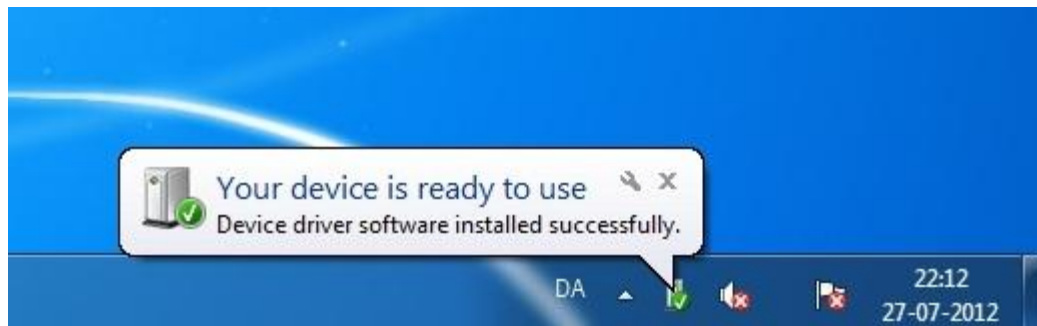 Your device is ready to use
Device driver software installed successfully.
DA
22:12
27-07-2012